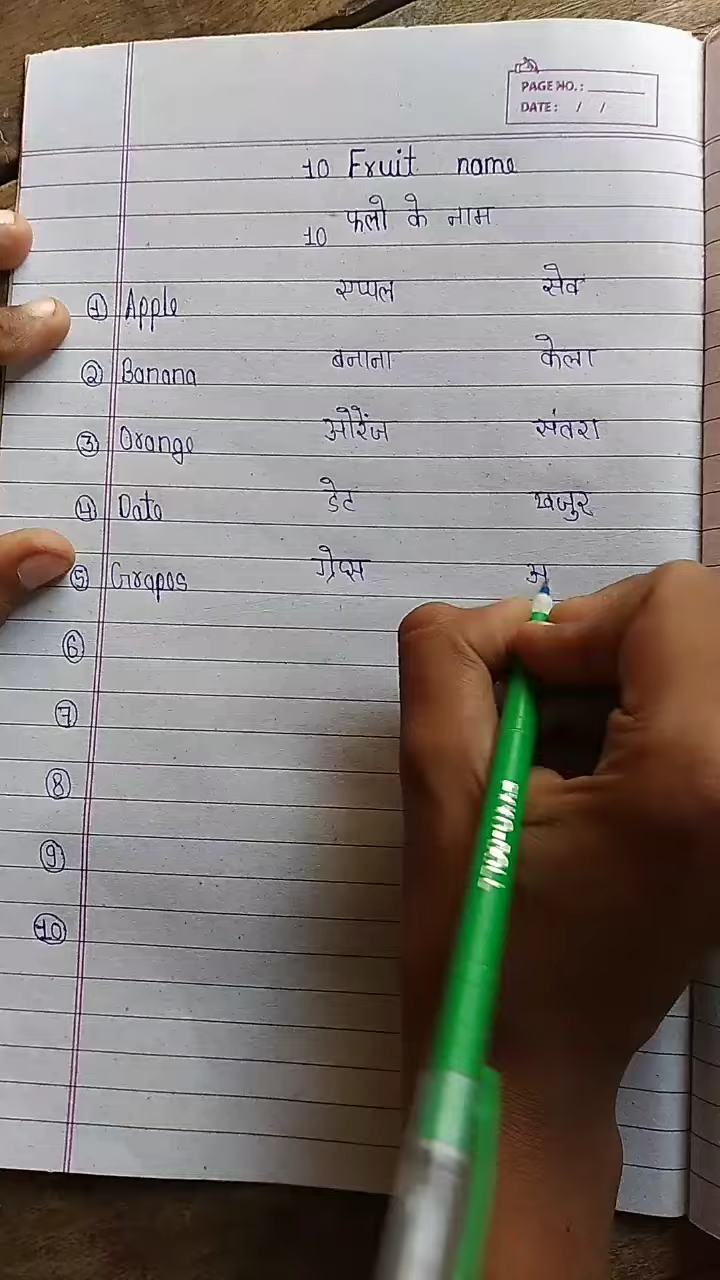 PAGE NO.:
DATE: / /
10 Fruit name
10 फलो के नाम
① Apple एप्पल सेव
② Banana बनाना केला
③ Orange ओरेंज संतरा
④ Date डेट खजुर
⑤ Grapes ग्रेप्स अ
⑥
⑦
⑧
⑨
⑩